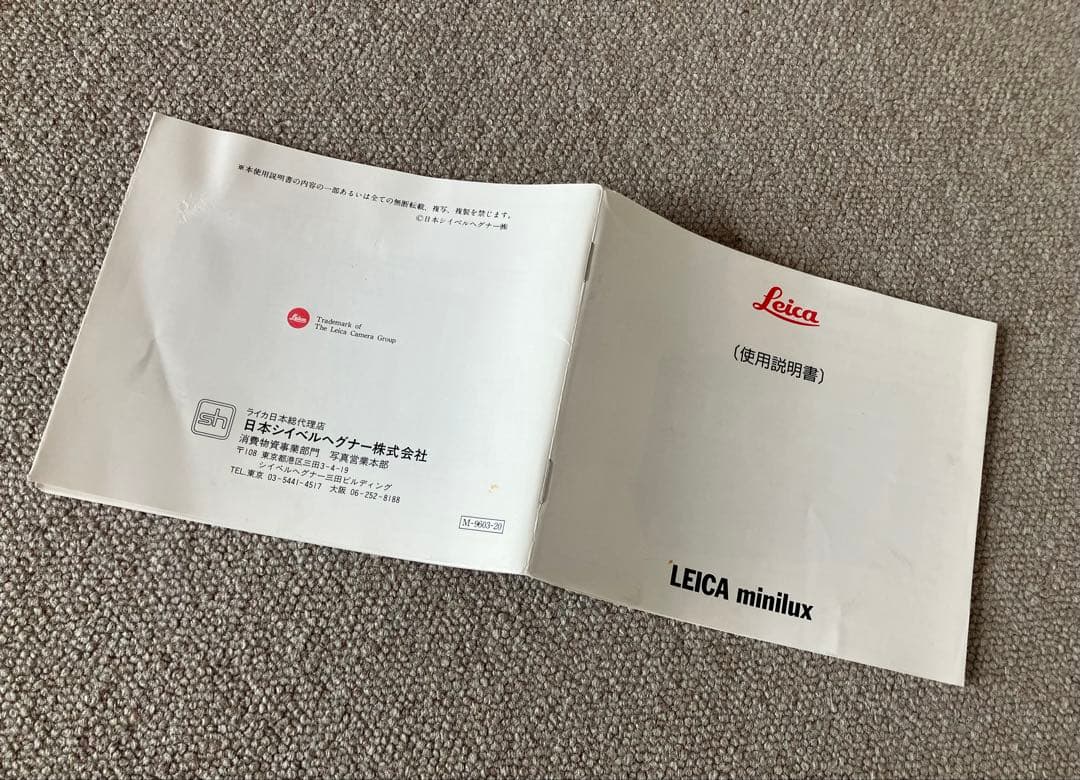 ※本使用説明書の内容の一部あるいは全ての無断転載、複写、複製を禁じます。
©日本シイベルヘグナー㈱
Leica
Trademark of
The Leica Camera Group
sh
ライカ日本総代理店
日本シイベルヘグナー株式会社
消費物資事業部門 写真営業本部
〒108 東京都港区三田3-4-19
シイベルヘグナー三田ビルディング
TEL.東京 03-5441-4517 大阪 06-252-8188
M-9603-20
Leica
〔使用説明書〕
LEICA minilux